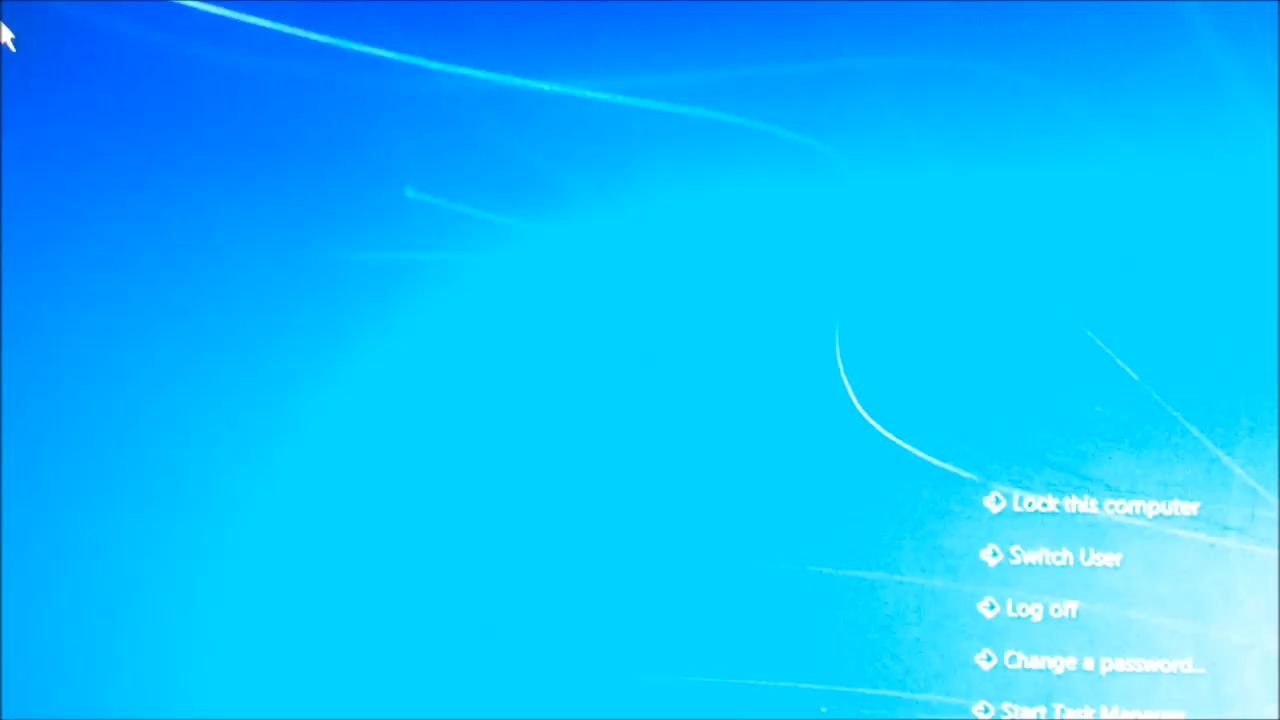 Lock this computer
Switch User
Log off
Change a password...
Start Task Manager